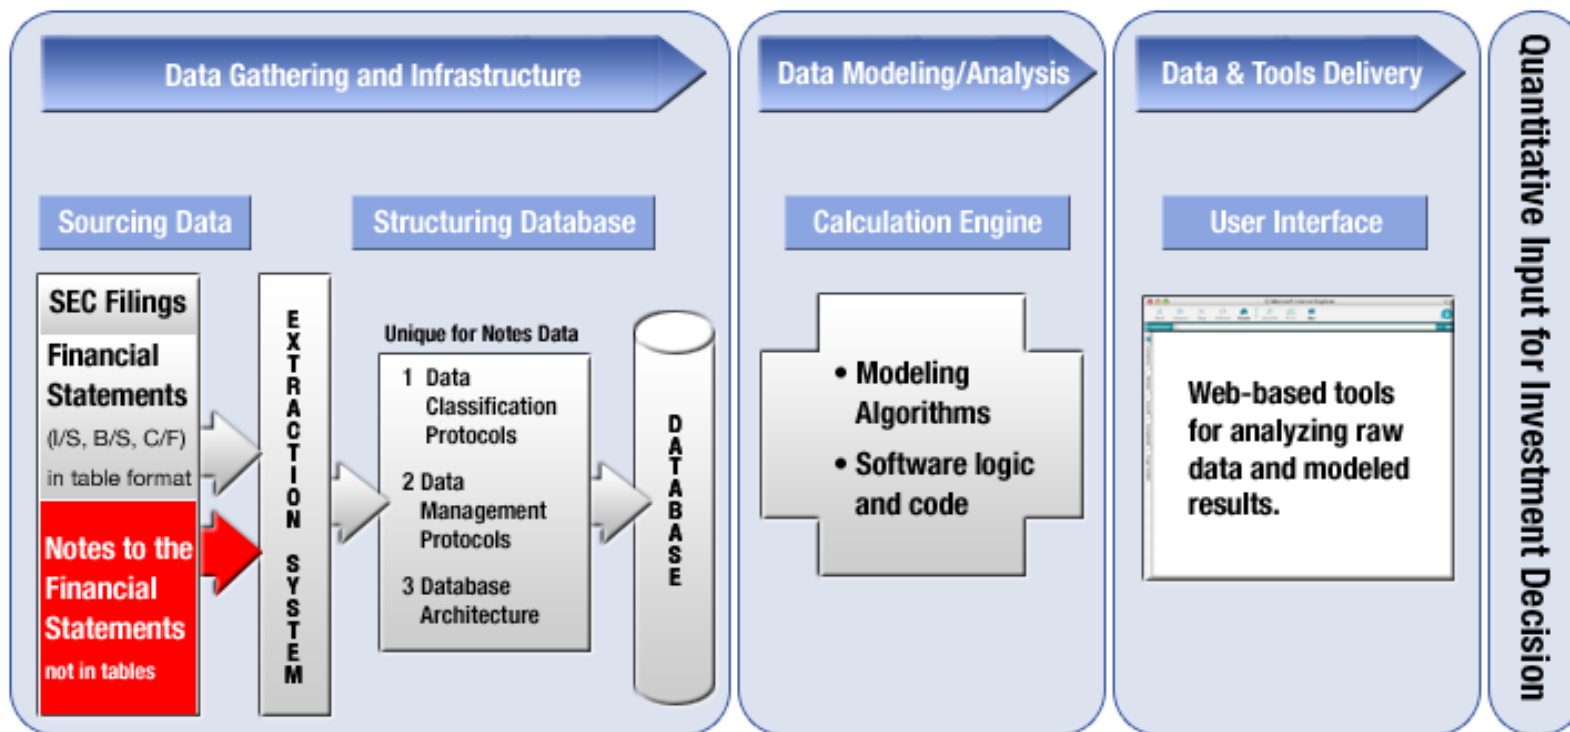 Data Gathering and Infrastructure
Data Modeling/Analysis
Data & Tools Delivery
Quantitative Input for Investment Decision
Sourcing Data
Structuring Database
Calculation Engine
User Interface
SEC Filings
Financial
Statements
(I/S, B/S, C/F)
in table format
Notes to the
Financial
Statements
not in tables
EXTRACTION SYSTEM
Unique for Notes Data
1 Data
Classification
Protocols
2 Data
Management
Protocols
3 Database
Architecture
DATABASE
• Modeling
Algorithms
• Software logic
and code
Web-based tools
for analyzing raw
data and modeled
results.